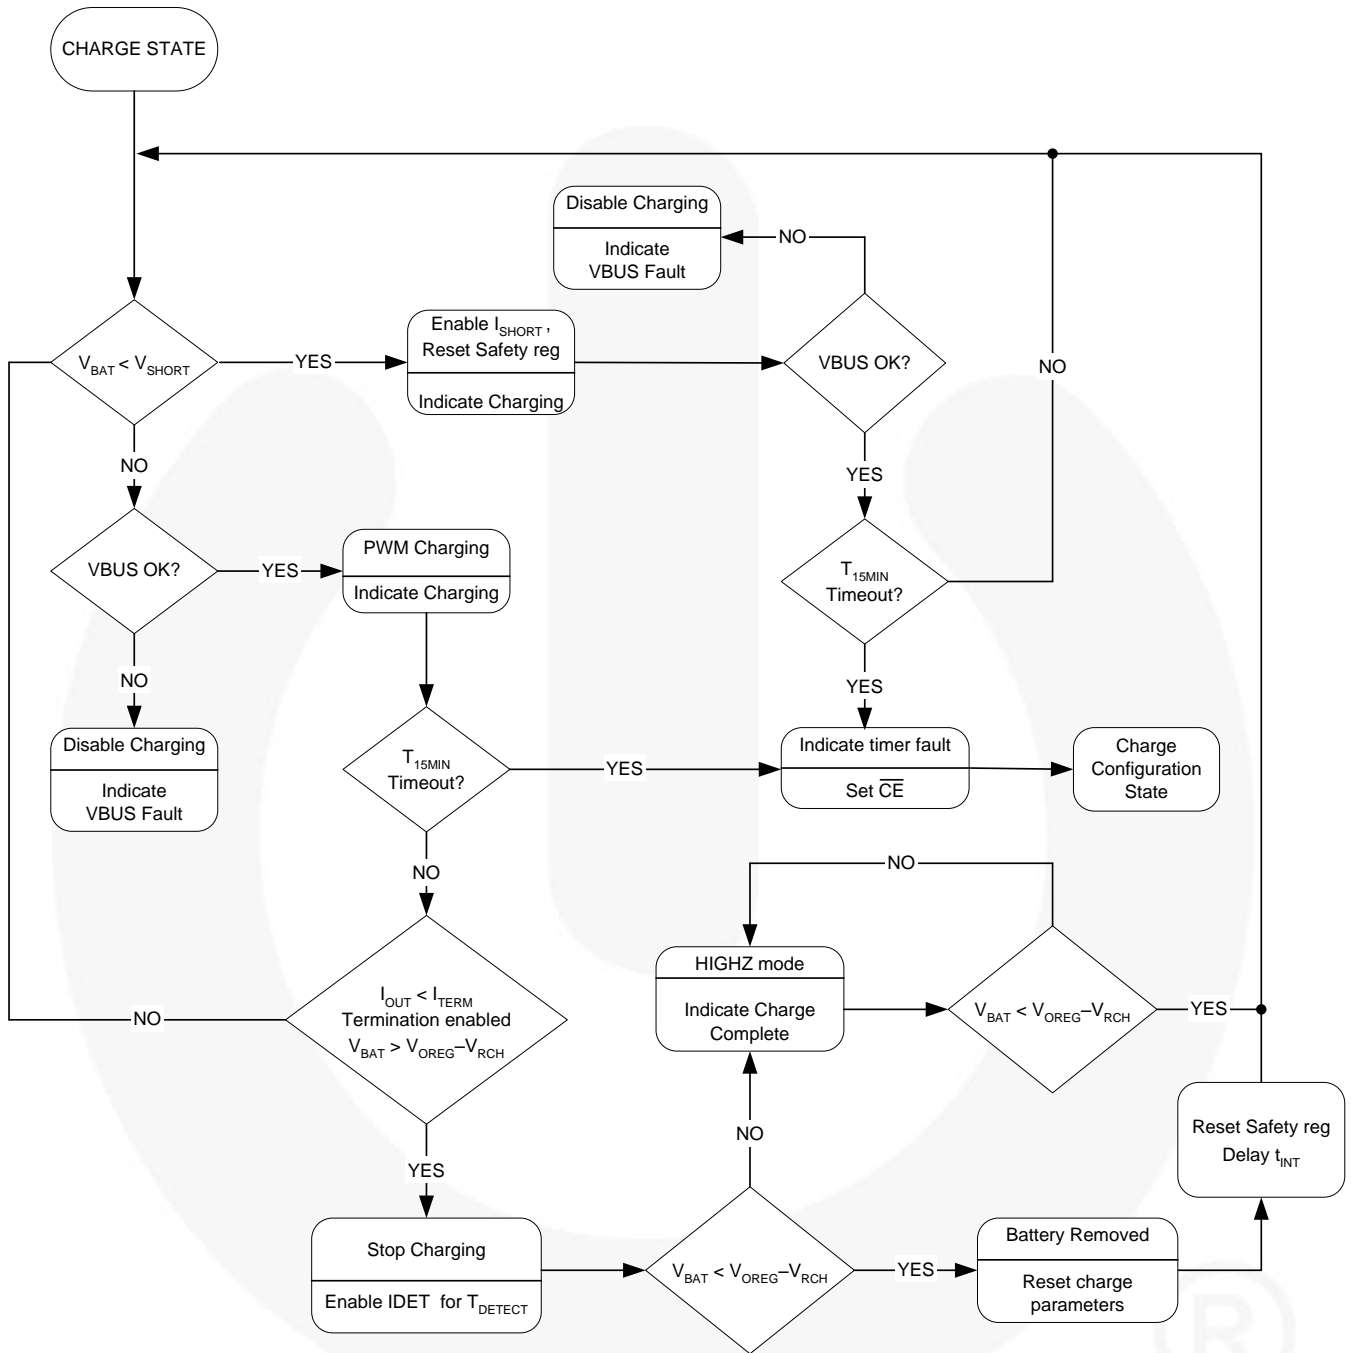 CHARGE STATE
Disable Charging
Indicate
VBUS Fault
NO
V_BAT < V_SHORT
YES
Enable I_SHORT ,
Reset Safety reg
Indicate Charging
VBUS OK?
NO
NO
YES
VBUS OK?
YES
PWM Charging
Indicate Charging
T_15MIN
Timeout?
NO
YES
Disable Charging
Indicate
VBUS Fault
T_15MIN
Timeout?
YES
Indicate timer fault
Set C̅E̅
Charge
Configuration
State
NO
NO
I_OUT < I_TERM
Termination enabled
V_BAT > V_OREG–V_RCH
NO
HIGHZ mode
Indicate Charge
Complete
V_BAT < V_OREG–V_RCH
YES
YES
NO
Reset Safety reg
Delay t_INT
Stop Charging
Enable IDET for T_DETECT
V_BAT < V_OREG–V_RCH
YES
Battery Removed
Reset charge
parameters
®